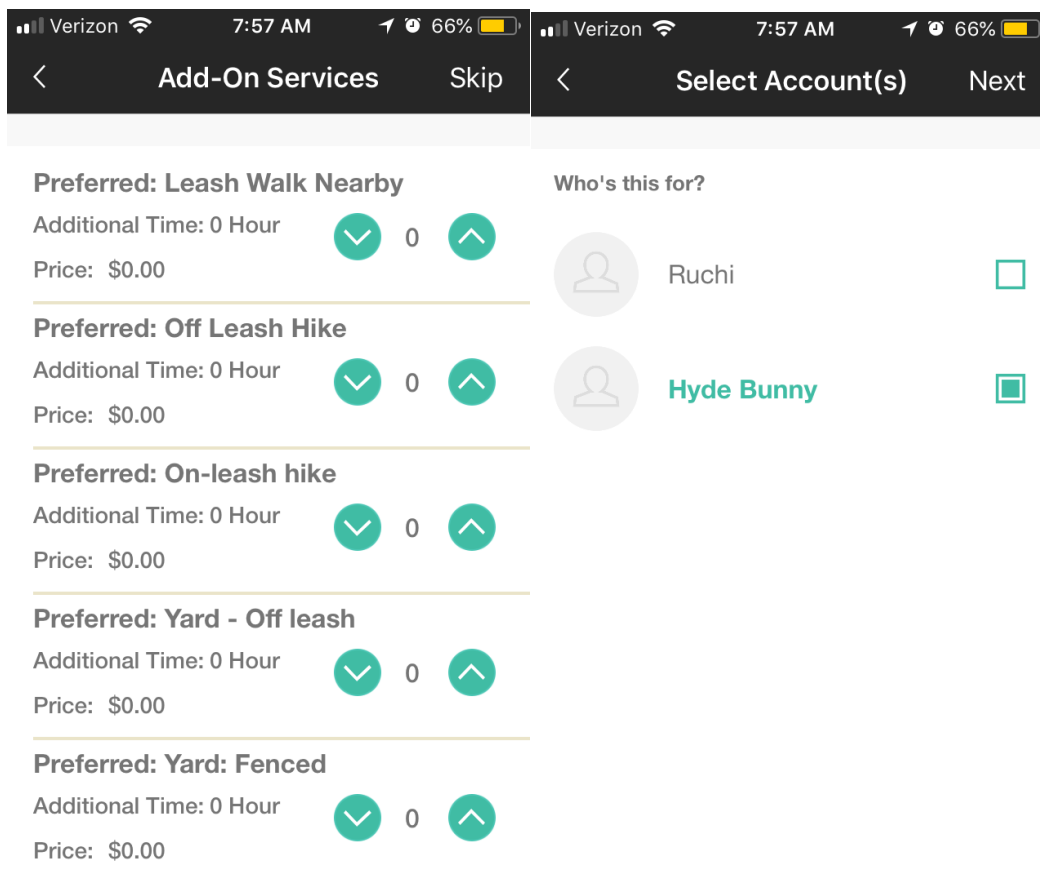 Verizon 7:57 AM 66%
Add-On Services Skip
Preferred: Leash Walk Nearby
Additional Time: 0 Hour
0
Price: $0.00
Preferred: Off Leash Hike
Additional Time: 0 Hour
0
Price: $0.00
Preferred: On-leash hike
Additional Time: 0 Hour
0
Price: $0.00
Preferred: Yard - Off leash
Additional Time: 0 Hour
0
Price: $0.00
Preferred: Yard: Fenced
Additional Time: 0 Hour
0
Price: $0.00
Verizon 7:57 AM 66%
Select Account(s) Next
Who's this for?
Ruchi
Hyde Bunny